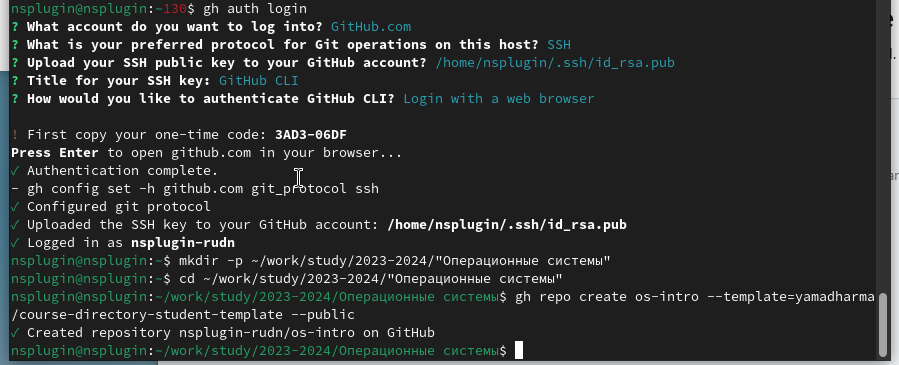 nsplugin@nsplugin:~130$ gh auth login
? What account do you want to log into? GitHub.com
? What is your preferred protocol for Git operations on this host? SSH
? Upload your SSH public key to your GitHub account? /home/nsplugin/.ssh/id_rsa.pub
? Title for your SSH key: GitHub CLI
? How would you like to authenticate GitHub CLI? Login with a web browser
! First copy your one-time code: 3AD3-06DF
Press Enter to open github.com in your browser...
✓ Authentication complete.
- gh config set -h github.com git_protocol ssh
✓ Configured git protocol
✓ Uploaded the SSH key to your GitHub account: /home/nsplugin/.ssh/id_rsa.pub
✓ Logged in as nsplugin-rudn
nsplugin@nsplugin:~$ mkdir -p ~/work/study/2023-2024/"Операционные системы"
nsplugin@nsplugin:~$ cd ~/work/study/2023-2024/"Операционные системы"
nsplugin@nsplugin:~/work/study/2023-2024/Операционные системы$ gh repo create os-intro --template=yamadharma
/course-directory-student-template --public
✓ Created repository nsplugin-rudn/os-intro on GitHub
nsplugin@nsplugin:~/work/study/2023-2024/Операционные системы$